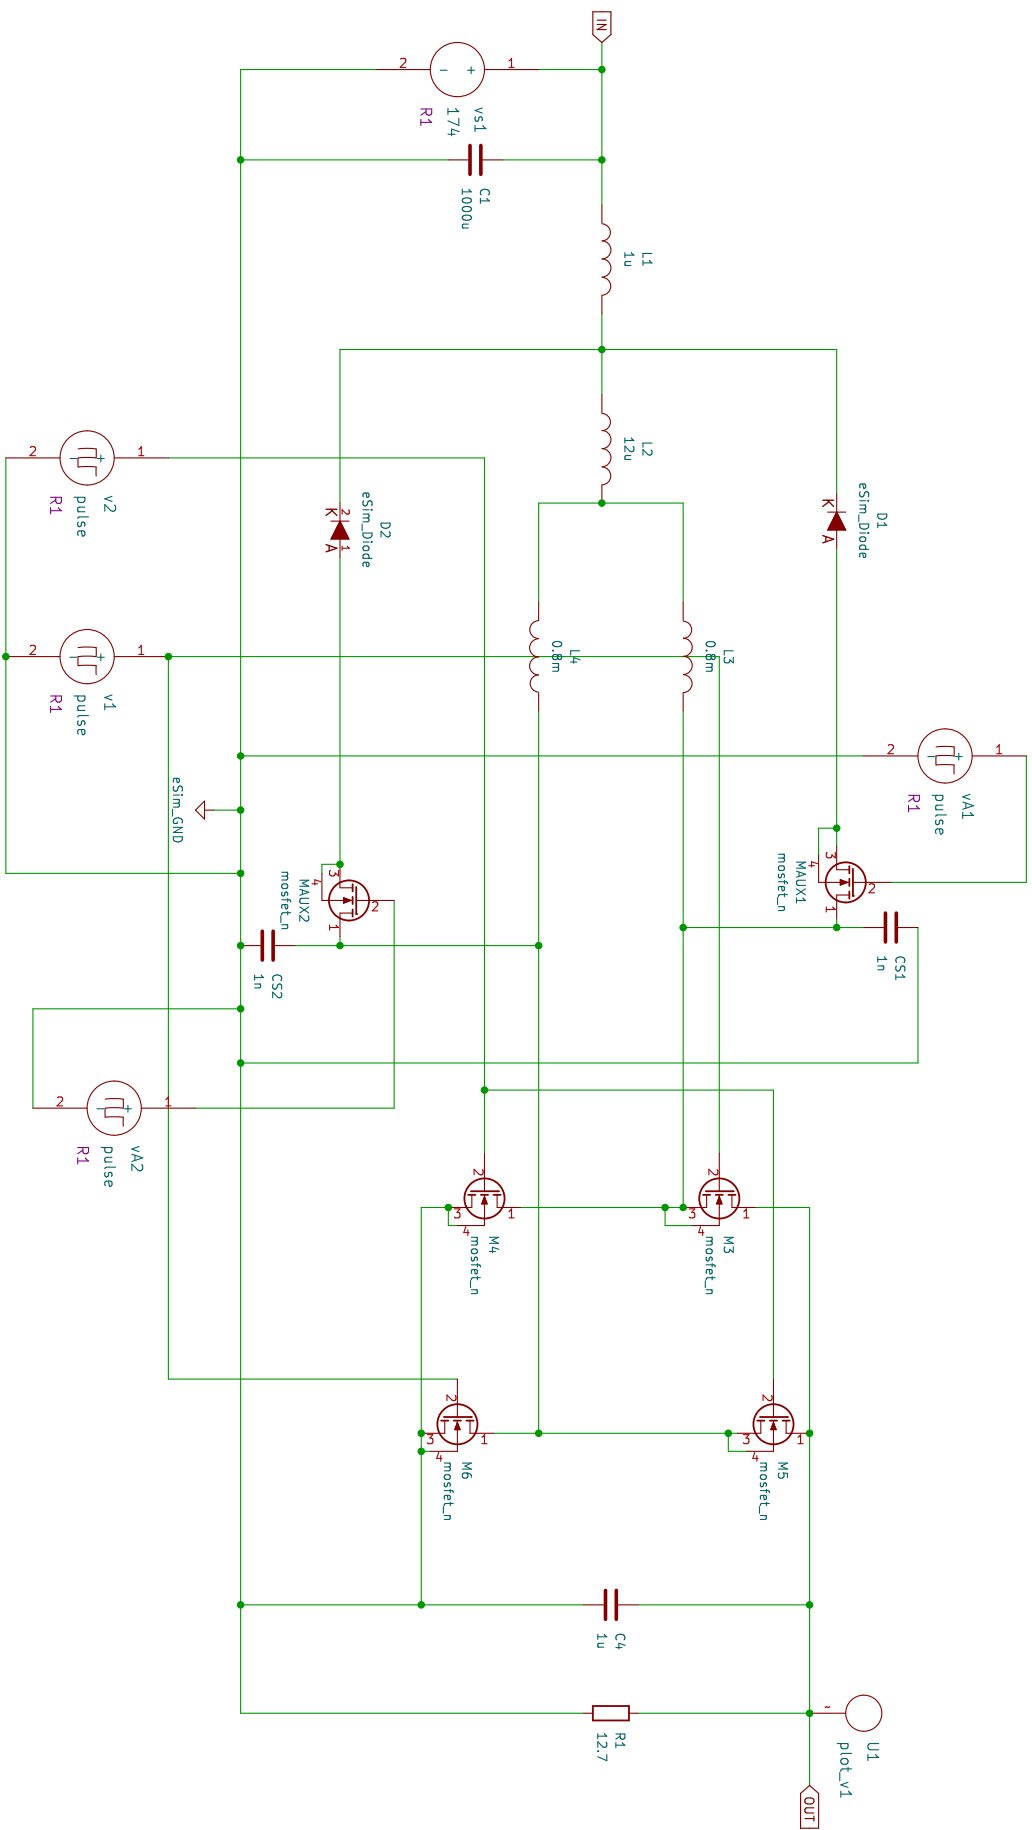 IN
2
1
vs1
174
R1
C1
1000u
L1
1u
L2
12u
2
1
v2
pulse
R1
D2
eSim_Diode
2
K
1
A
D1
eSim_Diode
K
A
2
1
v1
pulse
R1
L4
0.8m
L3
0.8m
2
1
vA1
pulse
R1
eSim_GND
MAUX2
mosfet_n
3
4
2
1
MAUX1
mosfet_n
3
4
2
1
CS2
1n
CS1
1n
2
1
vA2
pulse
R1
2
3
1
4
M4
mosfet_n
2
3
1
4
M3
mosfet_n
2
3
1
4
M6
mosfet_n
2
3
1
4
M5
mosfet_n
C4
1u
R1
12.7
~
U1
plot_v1
OUT